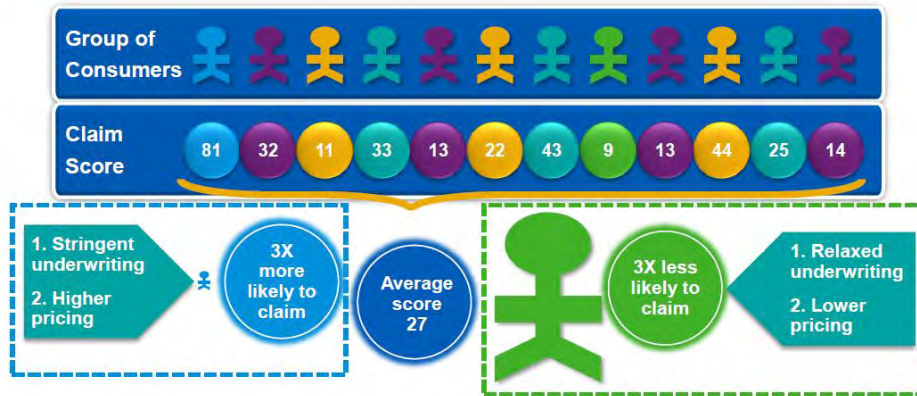 Group of
Consumers
Claim
Score
81 32 11 33 13 22 43 9 13 44 25 14
1. Stringent
underwriting
2. Higher
pricing
3X
more
likely to
claim
Average
score
27
3X less
likely to
claim
1. Relaxed
underwriting
2. Lower
pricing